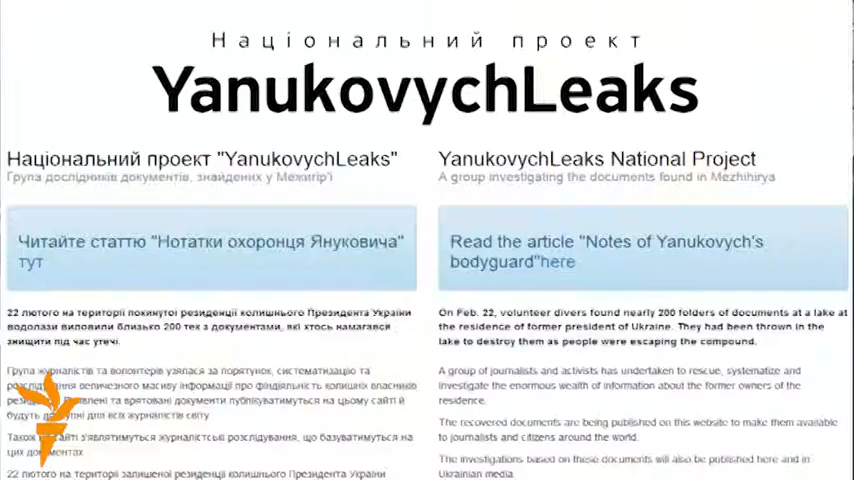 Національний проект
YanukovychLeaks
Національний проект "YanukovychLeaks"
Група дослідників документів, знайдених у Межигір'ї
Читайте статтю "Нотатки охоронця Януковича"
тут
22 лютого на території покинутої резиденції колишнього Президента України
водолази виловили близько 200 тек з документами, які хтось намагався
знищити під час утечі.
Група журналістів та волонтерів узялася за порятунок, систематизацію та
величезного масиву інформації про фіндіяльність колишніх власників
та врятовані документи публікуватимуться на цьому сайті й
будуть для всіх журналістів світу
Також з'являтимуться журналістські розслідування, що базуватимуться на
цих
22 лютого на території залишеної резиденції колишнього Президента України
YanukovychLeaks National Project
A group investigating the documents found in Mezhihirya
Read the article "Notes of Yanukovych's
bodyguard"here
On Feb. 22, volunteer divers found nearly 200 folders of documents at a lake at
the residence of former president of Ukraine. They had been thrown in the
lake to destroy them as people were escaping the compound.
A group of journalists and activists has undertaken to rescue, systematize and
investigate the enormous wealth of information about the former owners of the
residence.
The recovered documents are being published on this website to make them available
to journalists and citizens around the world.
The investigations based on these documents will also be published here and in
Ukrainian media